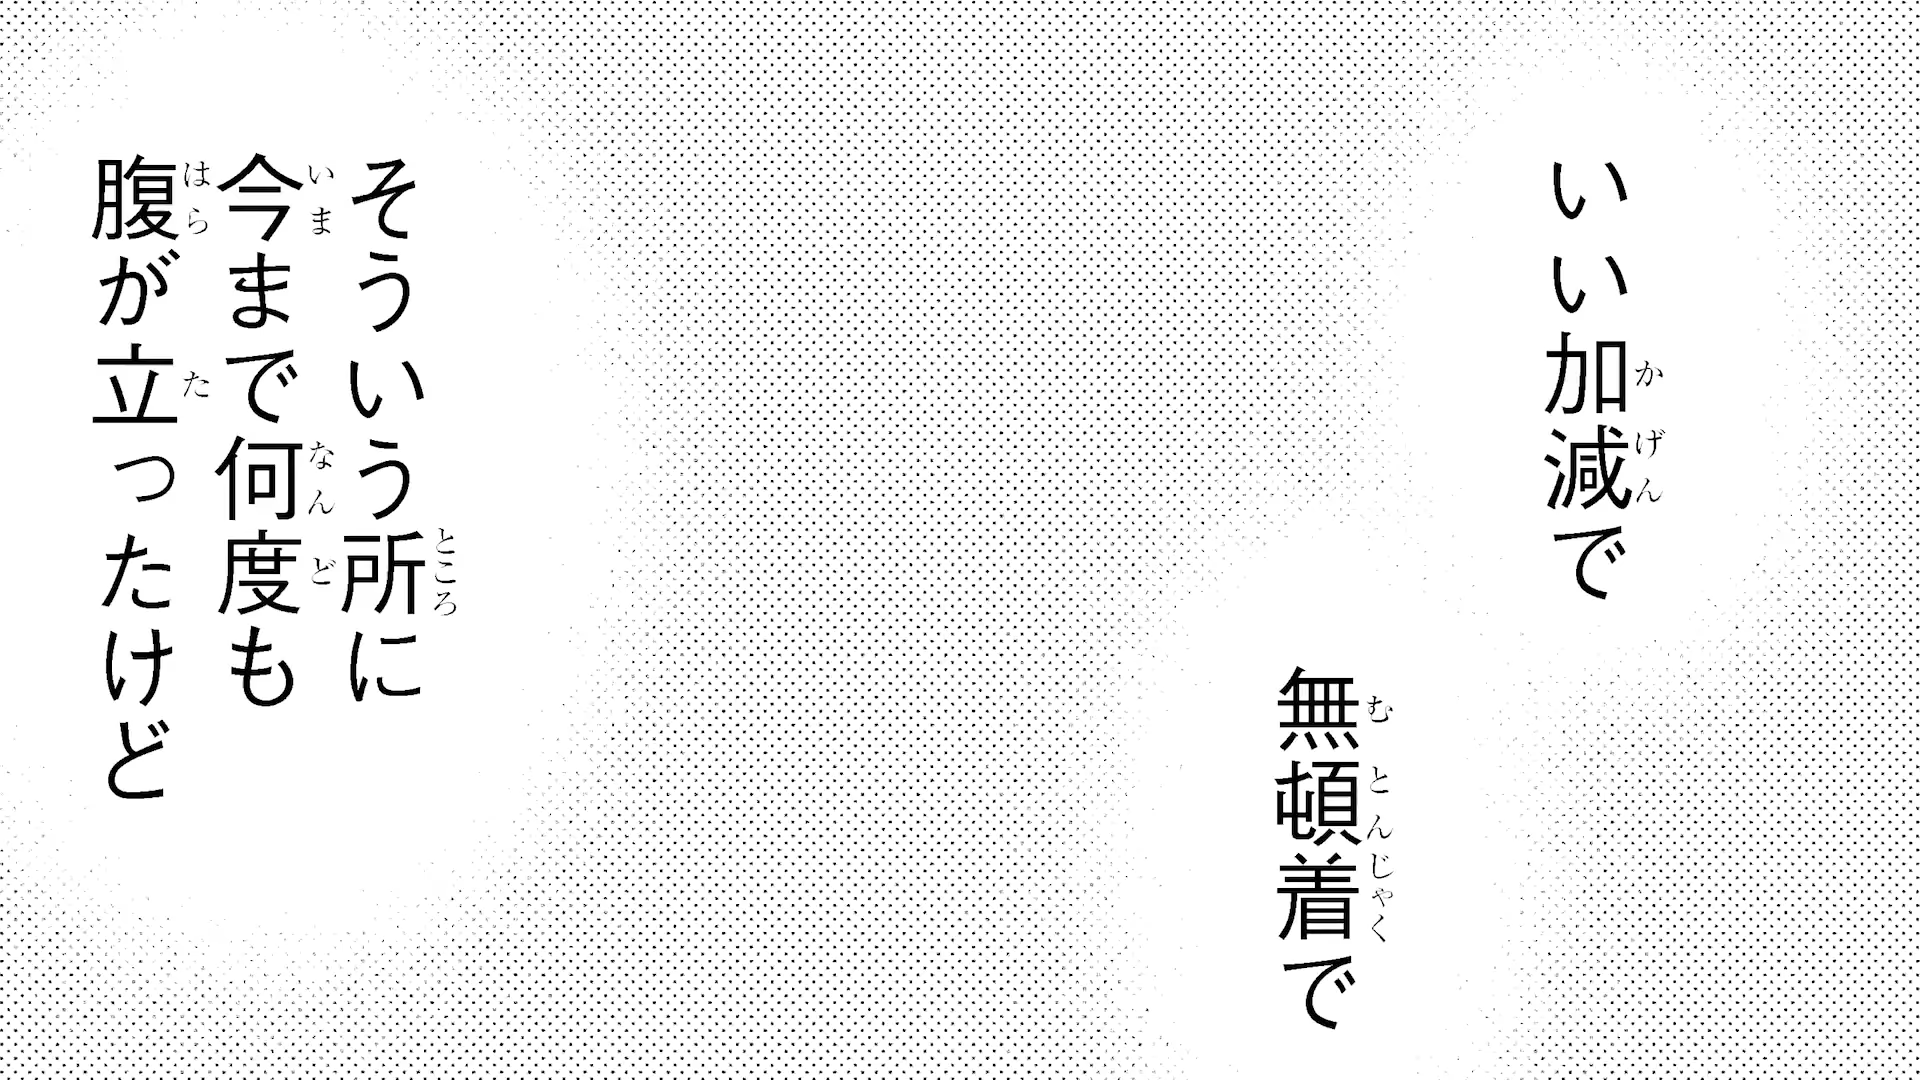 いい加減で
無頓着で
そういう所に
今まで何度も
腹が立ったけど